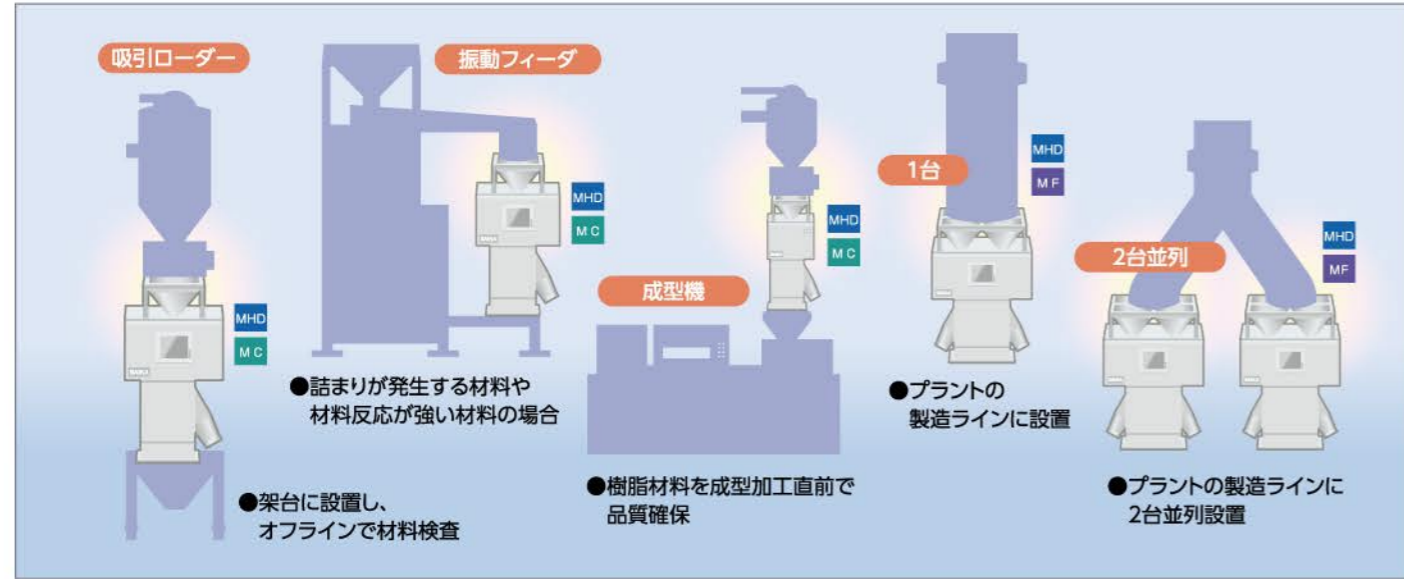 吸引ローダー
MHD
MC
●架台に設置し、
オフラインで材料検査
振動フィーダ
MHD
MC
●詰まりが発生する材料や
材料反応が強い材料の場合
成型機
MHD
MC
●樹脂材料を成型加工直前で
品質確保
1台
MHD
MF
●プラントの
製造ラインに設置
2台並列
MHD
MF
●プラントの製造ラインに
2台並列設置